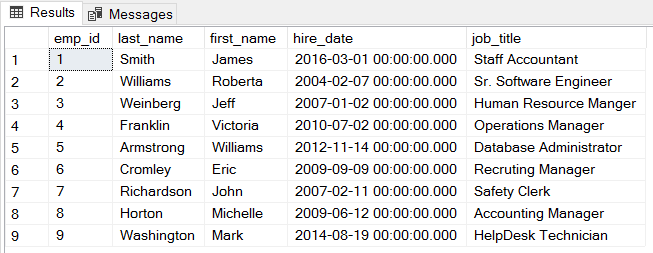 Results Messages
emp_id last_name first_name hire_date job_title
1 1 Smith James 2016-03-01 00:00:00.000 Staff Accountant
2 2 Williams Roberta 2004-02-07 00:00:00.000 Sr. Software Engineer
3 3 Weinberg Jeff 2007-01-02 00:00:00.000 Human Resource Manger
4 4 Franklin Victoria 2010-07-02 00:00:00.000 Operations Manager
5 5 Armstrong Williams 2012-11-14 00:00:00.000 Database Administrator
6 6 Cromley Eric 2009-09-09 00:00:00.000 Recruting Manager
7 7 Richardson John 2007-02-11 00:00:00.000 Safety Clerk
8 8 Horton Michelle 2009-06-12 00:00:00.000 Accounting Manager
9 9 Washington Mark 2014-08-19 00:00:00.000 HelpDesk Technician